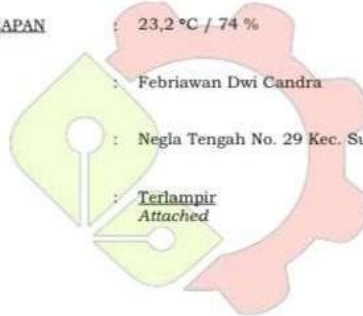 APAN : 23,2 °C / 74 %
: Febriawan Dwi Candra
: Negla Tengah No. 29 Kec. Su
: Terlampir
Attached